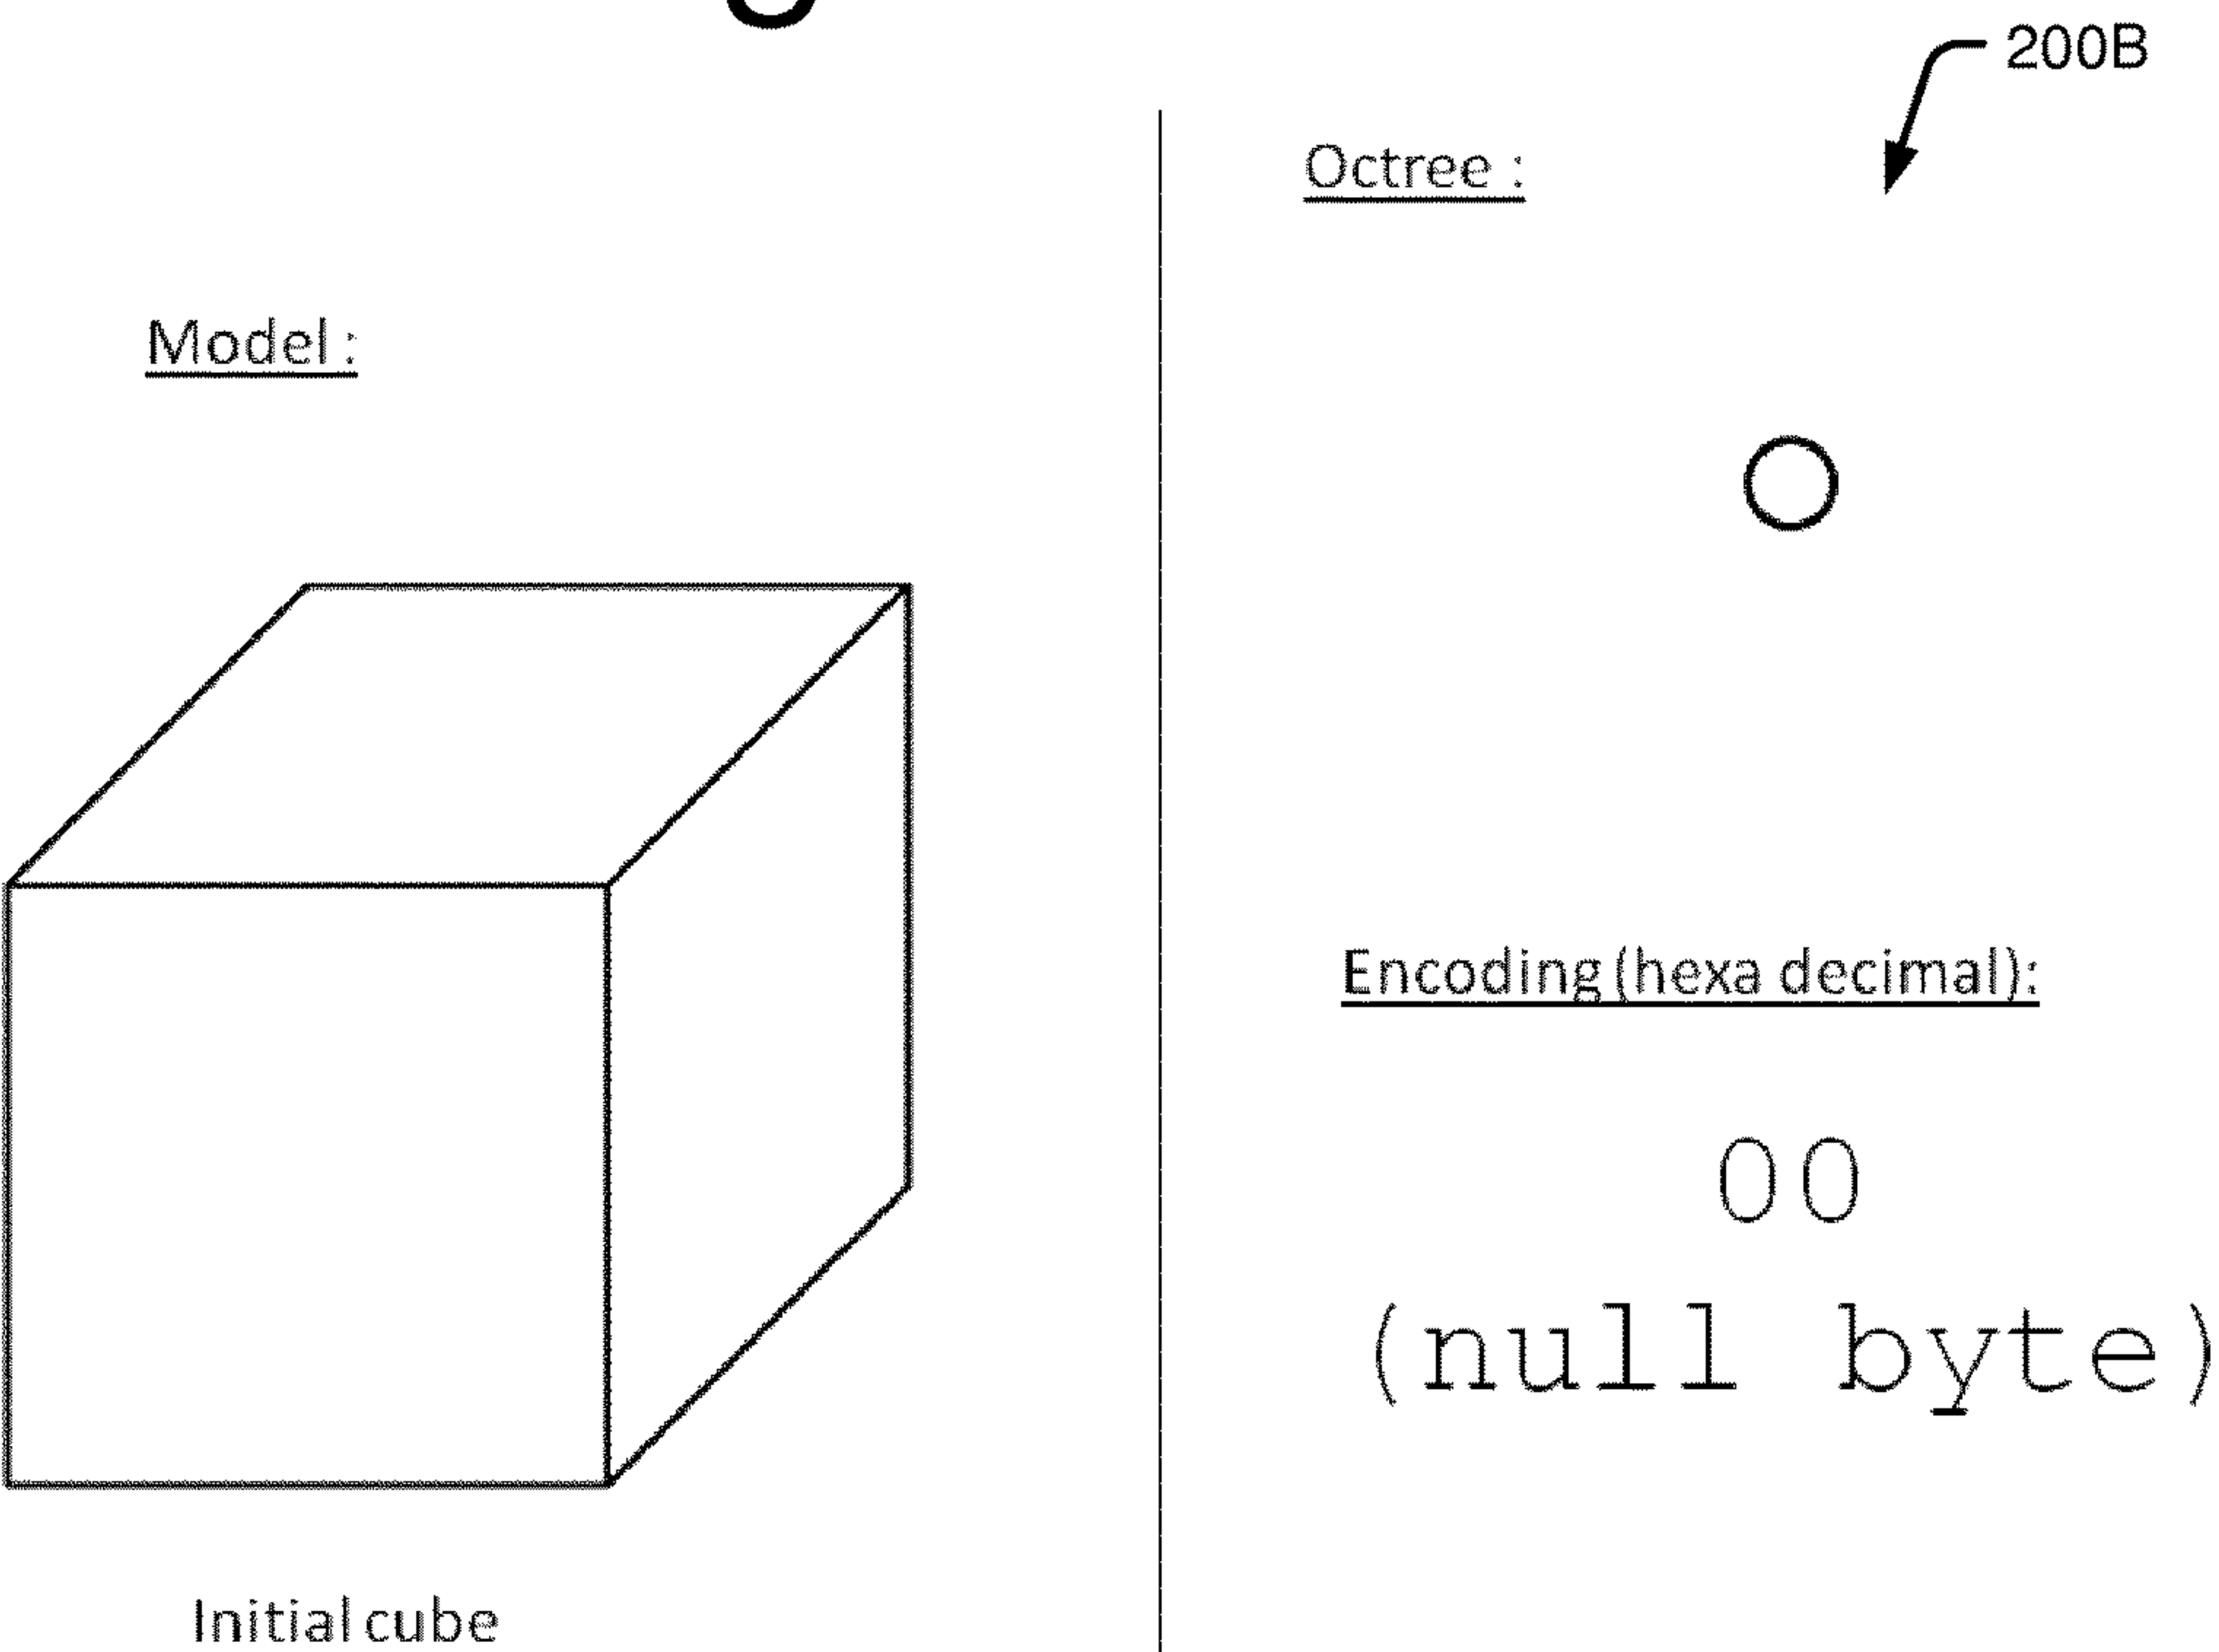 200B
Octree :
Model :
Encoding (hexa decimal):
00
(null byte)
Initial cube